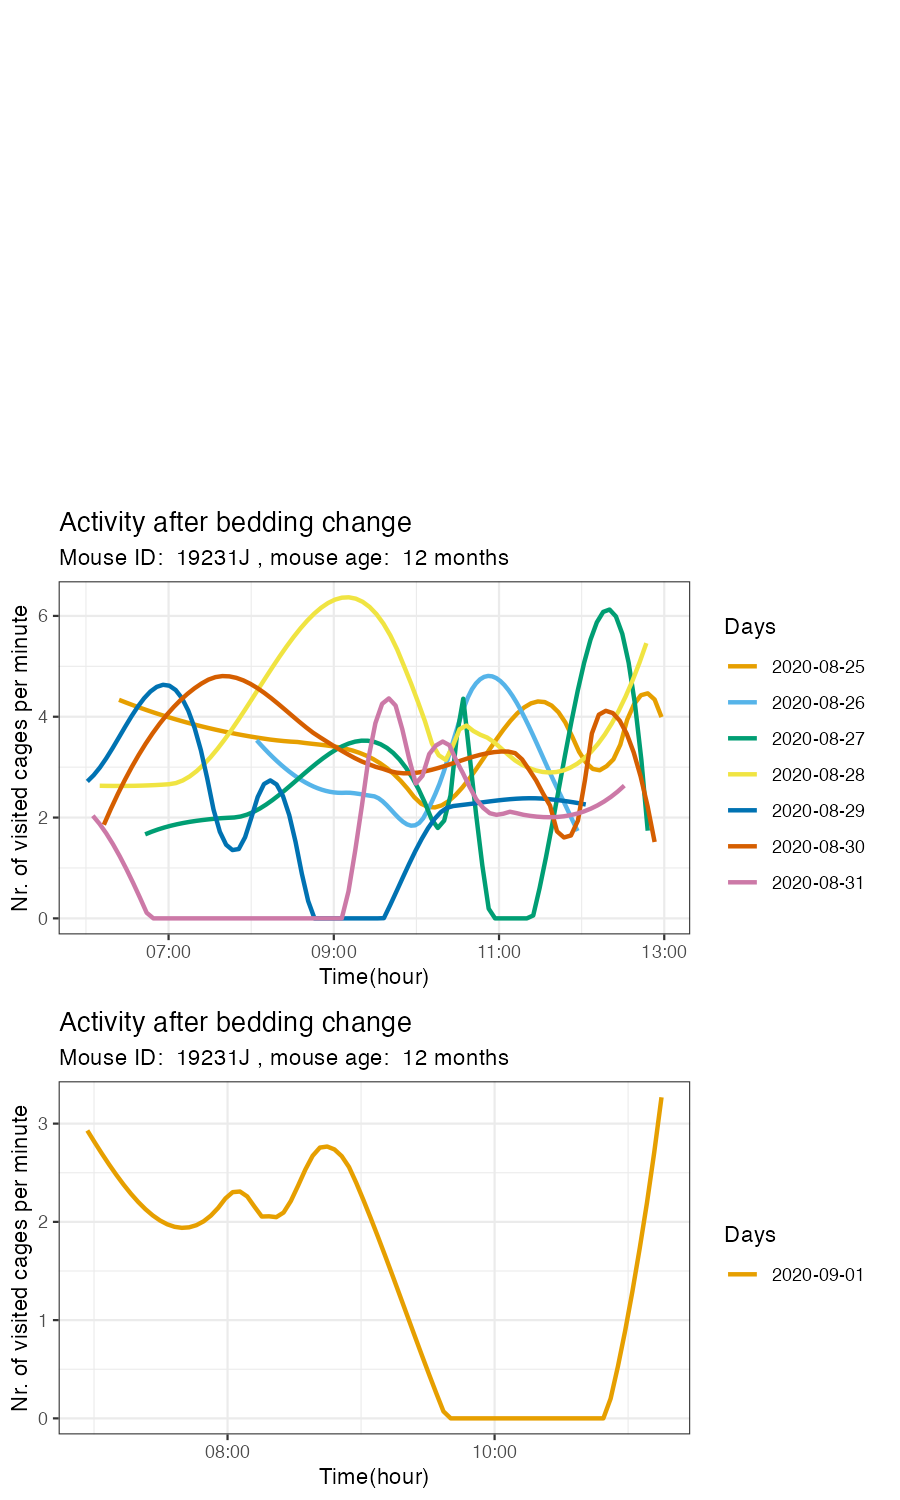 Activity after bedding change
Mouse ID:  19231J , mouse age:  12 months
Nr. of visited cages per minute
6
4
2
0
07:00 09:00 11:00 13:00
Time(hour)
Days
2020-08-25
2020-08-26
2020-08-27
2020-08-28
2020-08-29
2020-08-30
2020-08-31
Activity after bedding change
Mouse ID:  19231J , mouse age:  12 months
Nr. of visited cages per minute
3
2
1
0
08:00 10:00
Time(hour)
Days
2020-09-01